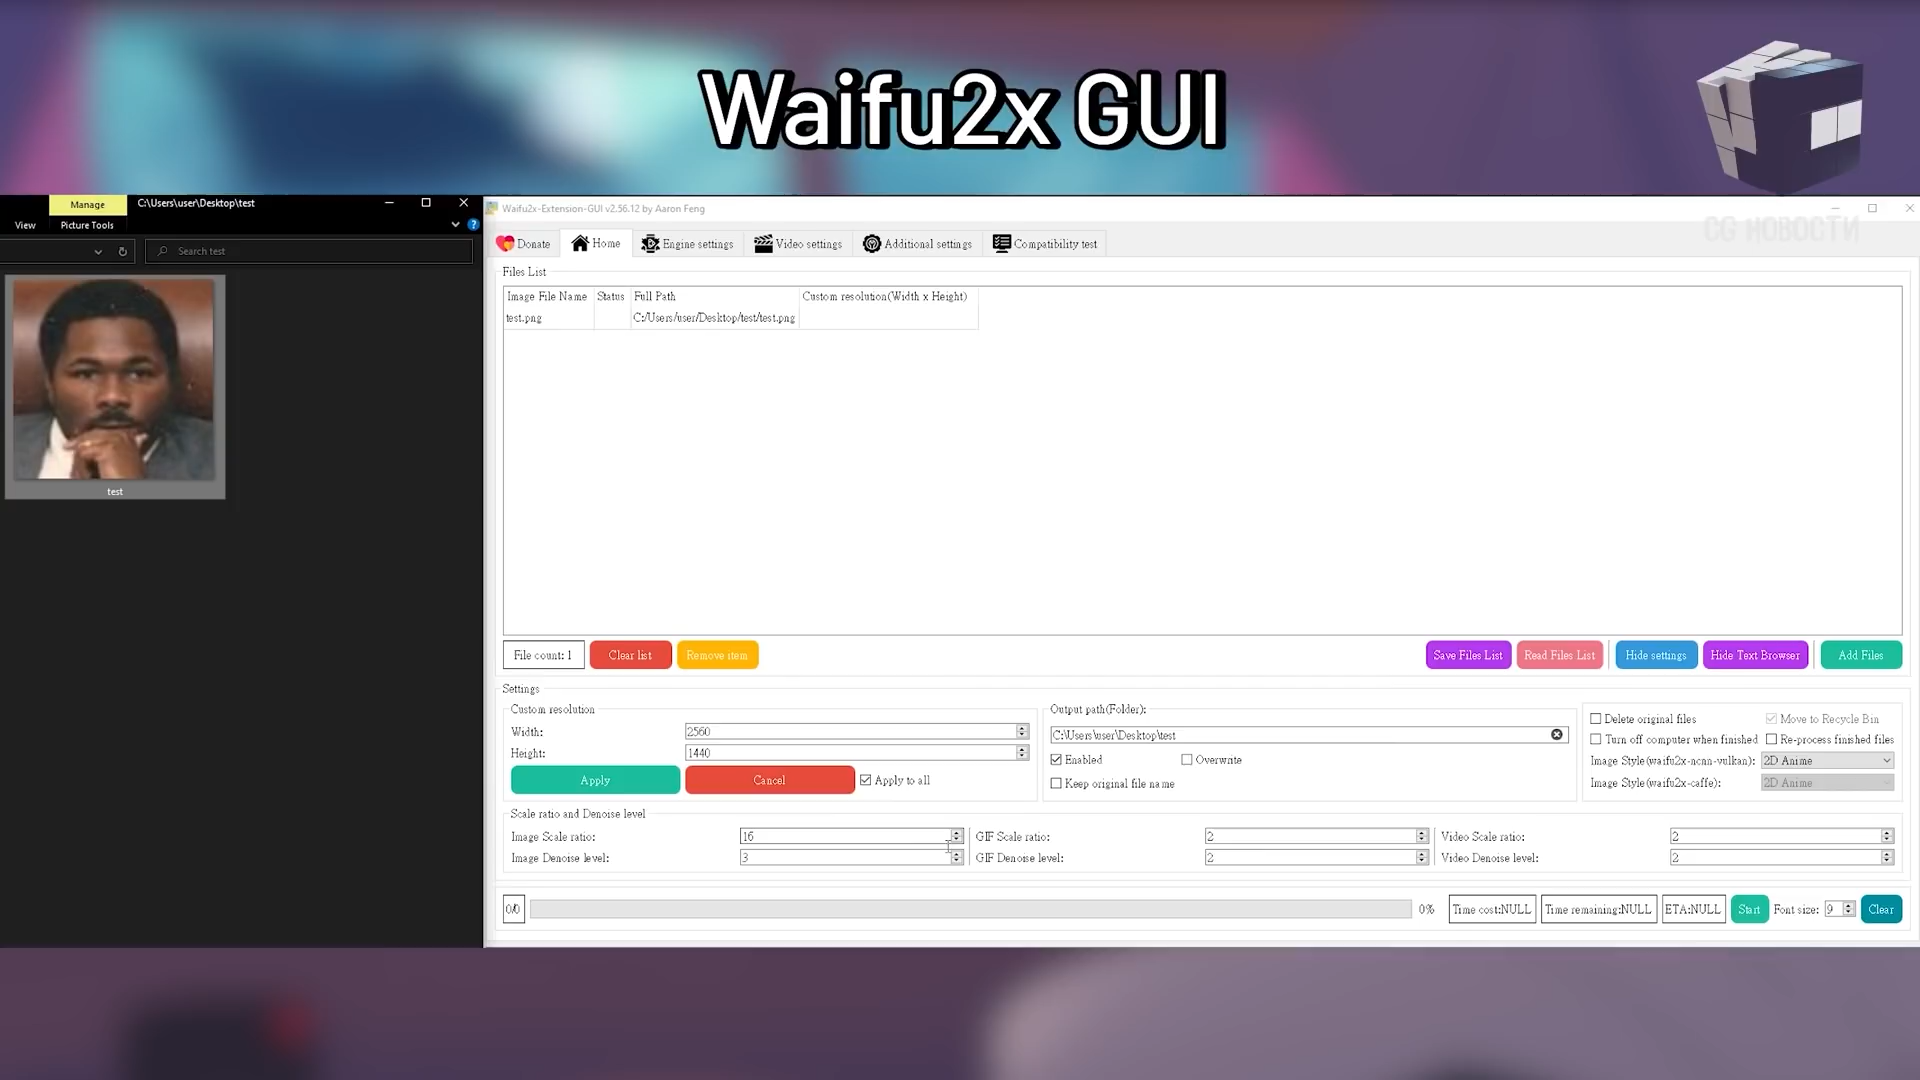 Waifu2x GUI
CG НОВОСТИ
Manage
C:\Users\user\Desktop\test
View
Picture Tools
Search test
test
Waifu2x-Extension-GUI v2.56.12 by Aaron Feng
Donate
Home
Engine settings
Video settings
Additional settings
Compatibility test
Files List
Image File Name
Status
Full Path
Custom resolution(Width x Height)
test.png
C:/Users/user/Desktop/test/test.png
File count: 1
Clear list
Remove item
Save Files List
Read Files List
Hide settings
Hide Text Browser
Add Files
Settings
Custom resolution
Width:
2560
Height:
1440
Apply
Cancel
Apply to all
Output path(Folder):
C:\Users\user\Desktop\test
Enabled
Overwrite
Keep original file name
Delete original files
Move to Recycle Bin
Turn off computer when finished
Re-process finished files
Image Style(waifu2x-ncnn-vulkan):
2D Anime
Image Style(waifu2x-caffe):
2D Anime
Scale ratio and Denoise level
Image Scale ratio:
16
GIF Scale ratio:
2
Video Scale ratio:
2
Image Denoise level:
3
GIF Denoise level:
2
Video Denoise level:
2
0/0
0%
Time cost:NULL
Time remaining:NULL
ETA:NULL
Start
Font size:
9
Clear